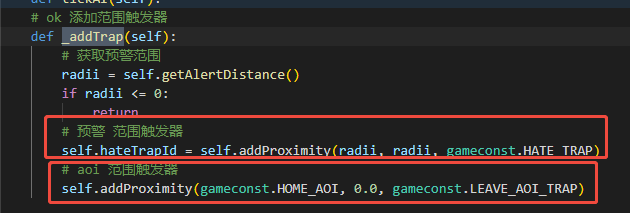 def tickAI(self):
# ok 添加范围触发器
def _addTrap(self):
# 获取预警范围
radii = self.getAlertDistance()
if radii <= 0:
return
# 预警 范围触发器
self.hateTrapId = self.addProximity(radii, radii, gameconst.HATE_TRAP)
# aoi 范围触发器
self.addProximity(gameconst.HOME_AOI, 0.0, gameconst.LEAVE_AOI_TRAP)